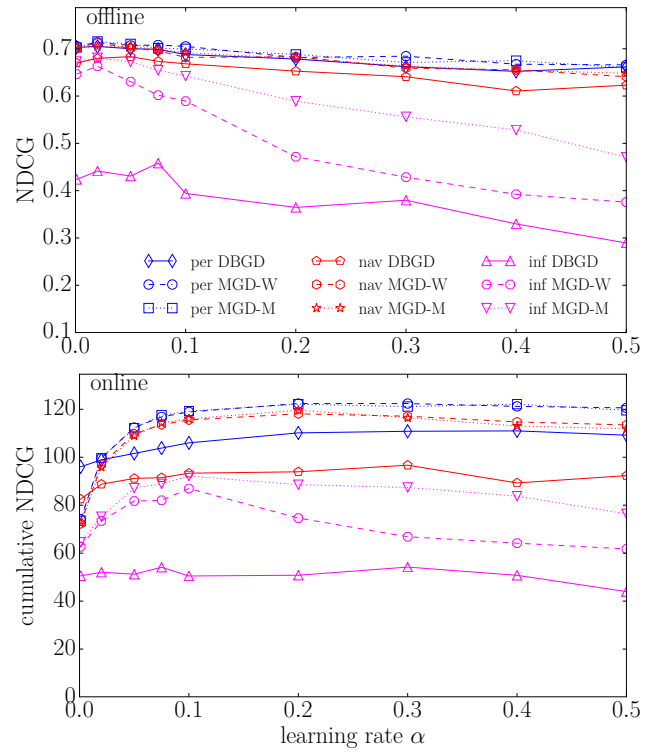 offline
0.7
0.6
0.5
0.4
0.3
0.2
0.1
NDCG
per DBGD nav DBGD inf DBGD
per MGD-W nav MGD-W inf MGD-W
per MGD-M nav MGD-M inf MGD-M
0.0 0.1 0.2 0.3 0.4 0.5
online
120
100
80
60
40
20
0
cumulative NDCG
0.0 0.1 0.2 0.3 0.4 0.5
learning rate α